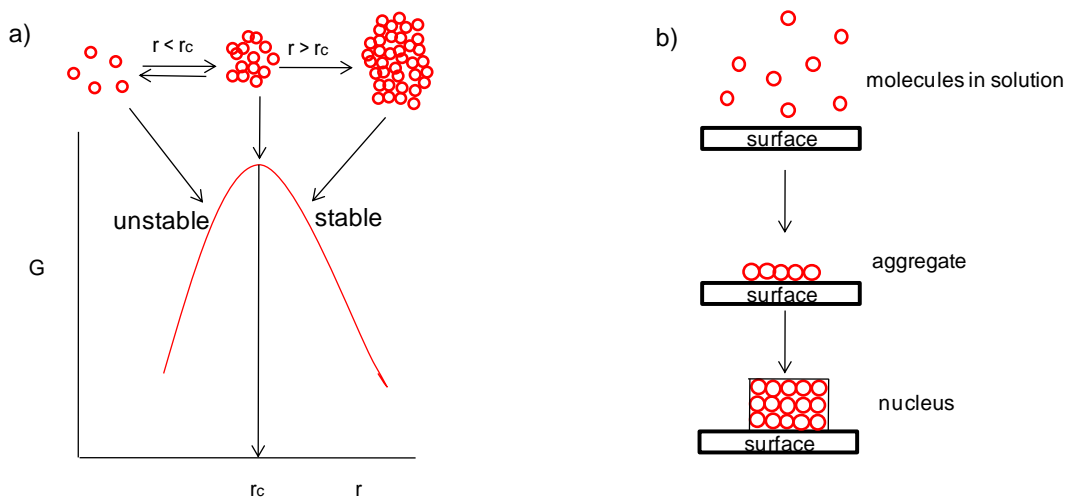 a)
r < rc
r > rc
unstable
stable
G
rc
r
b)
molecules in solution
surface
aggregate
surface
nucleus
surface